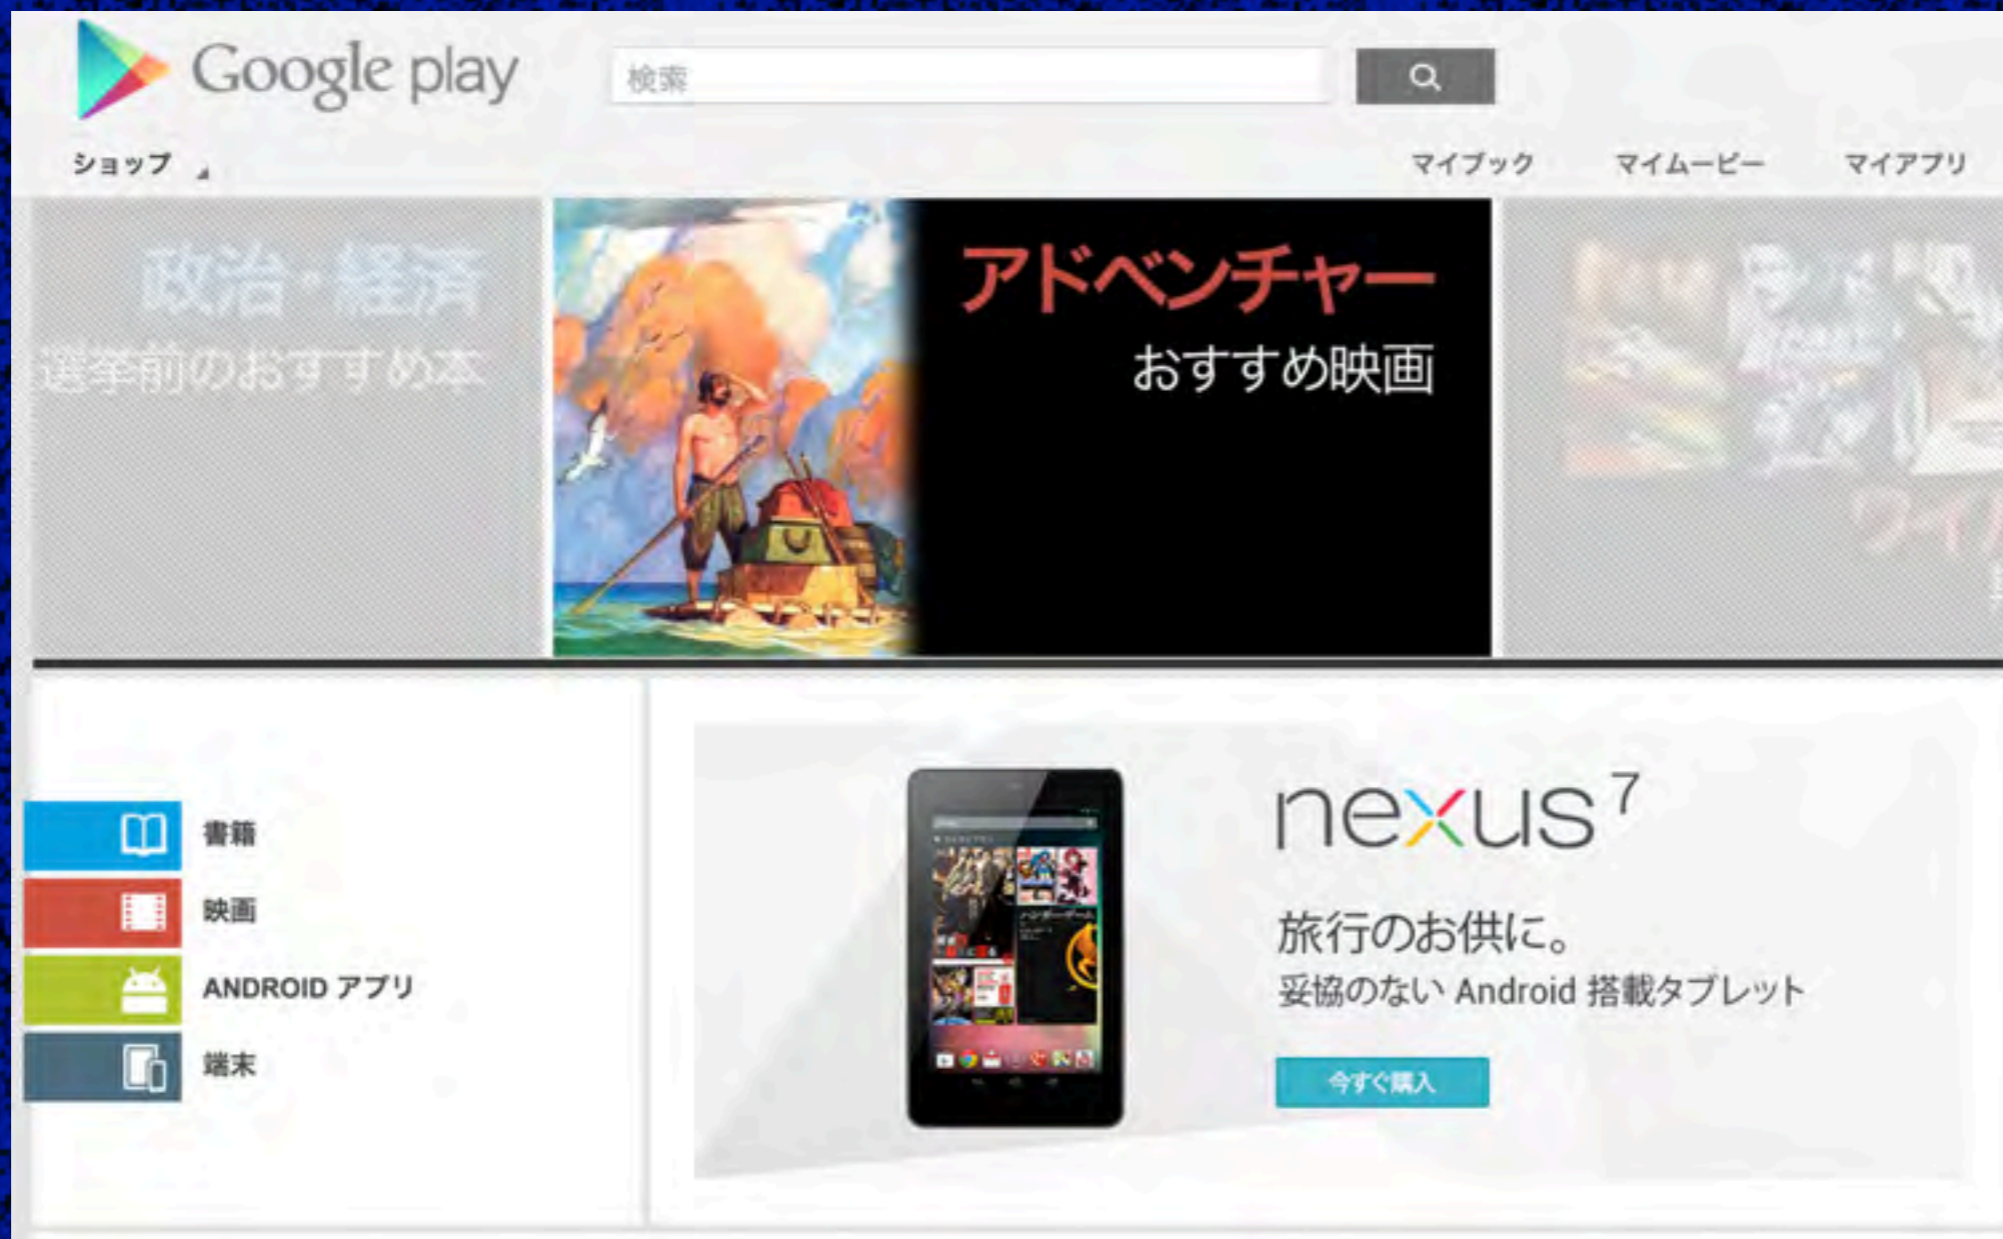 Google play
検索
ショップ
マイブック
マイムービー
マイアプリ
政治・経済
選挙前のおすすめ本
アドベンチャー
おすすめ映画
ワイ
書籍
映画
ANDROID アプリ
端末
nexus 7
旅行のお供に。
妥協のない Android 搭載タブレット
今すぐ購入